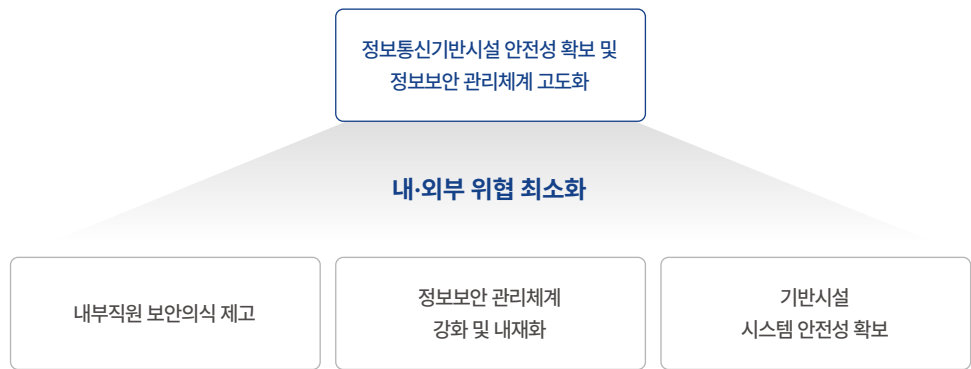 정보통신기반시설 안전성 확보 및
정보보안 관리체계 고도화
내·외부 위협 최소화
내부직원 보안의식 제고
정보보안 관리체계
강화 및 내재화
기반시설
시스템 안전성 확보